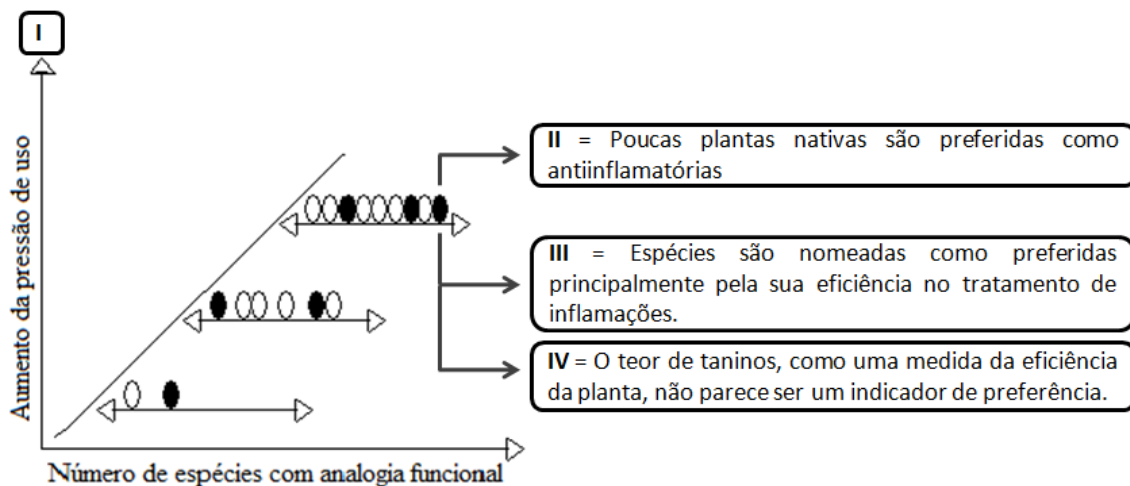 I
Aumento da pressão de uso
II = Poucas plantas nativas são preferidas como
antiinflamatórias
III = Espécies são nomeadas como preferidas
principalmente pela sua eficiência no tratamento de
inflamações.
IV = O teor de taninos, como uma medida da eficiência
da planta, não parece ser um indicador de preferência.
Número de espécies com analogia funcional